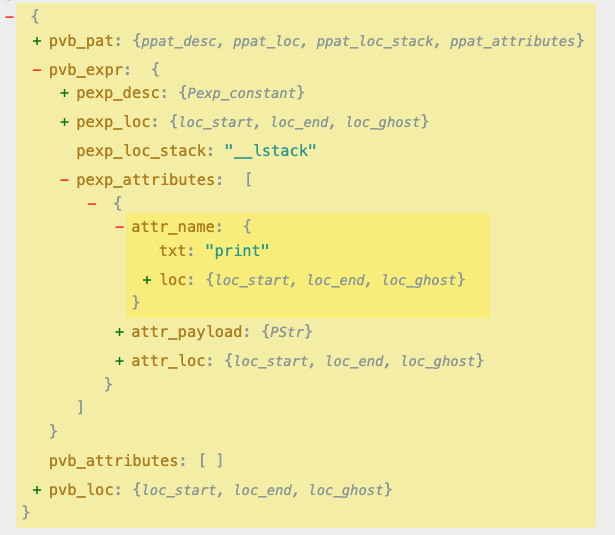 − {
+ pvb_pat: {ppat_desc, ppat_loc, ppat_loc_stack, ppat_attributes}
− pvb_expr: {
+ pexp_desc: {Pexp_constant}
+ pexp_loc: {loc_start, loc_end, loc_ghost}
pexp_loc_stack: "__lstack"
− pexp_attributes: [
− {
− attr_name: {
txt: "print"
+ loc: {loc_start, loc_end, loc_ghost}
}
+ attr_payload: {PStr}
+ attr_loc: {loc_start, loc_end, loc_ghost}
}
]
}
pvb_attributes: [ ]
+ pvb_loc: {loc_start, loc_end, loc_ghost}
}